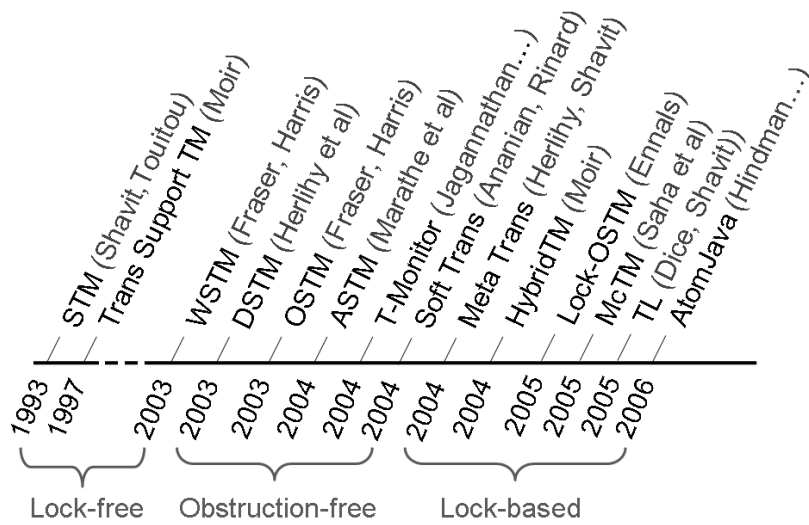 STM (Shavit, Touitou)
Trans Support TM (Moir)
WSTM (Fraser, Harris)
DSTM (Herlihy et al)
OSTM (Fraser, Harris)
ASTM (Marathe et al)
T-Monitor (Jagannathan...)
Soft Trans (Ananian, Rinard)
Meta Trans (Herlihy, Shavit)
HybridTM (Moir)
Lock-OSTM (Ennals)
McTM (Saha et al)
TL (Dice, Shavit))
AtomJava (Hindman...)
1993
1997
2003
2003
2003
2004
2004
2004
2004
2004
2005
2005
2005
2006
Lock-free
Obstruction-free
Lock-based